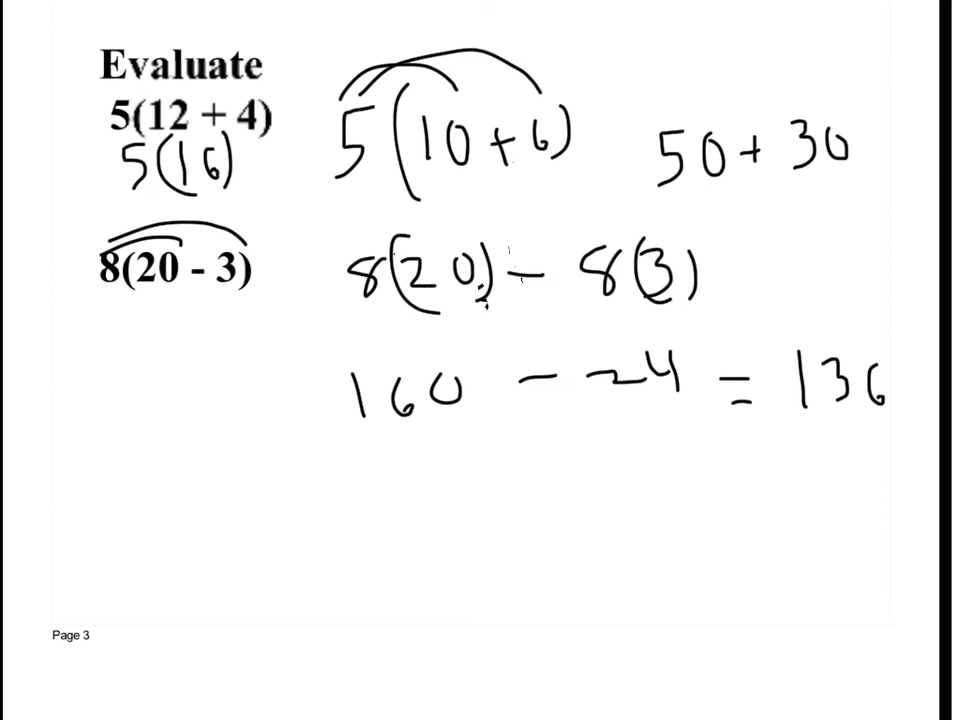 Evaluate
5(12 + 4) 5(10+6) 50 + 30
5(16)
8(20 - 3) 8(20) - 8(3)
160 - 24 = 136
Page 3